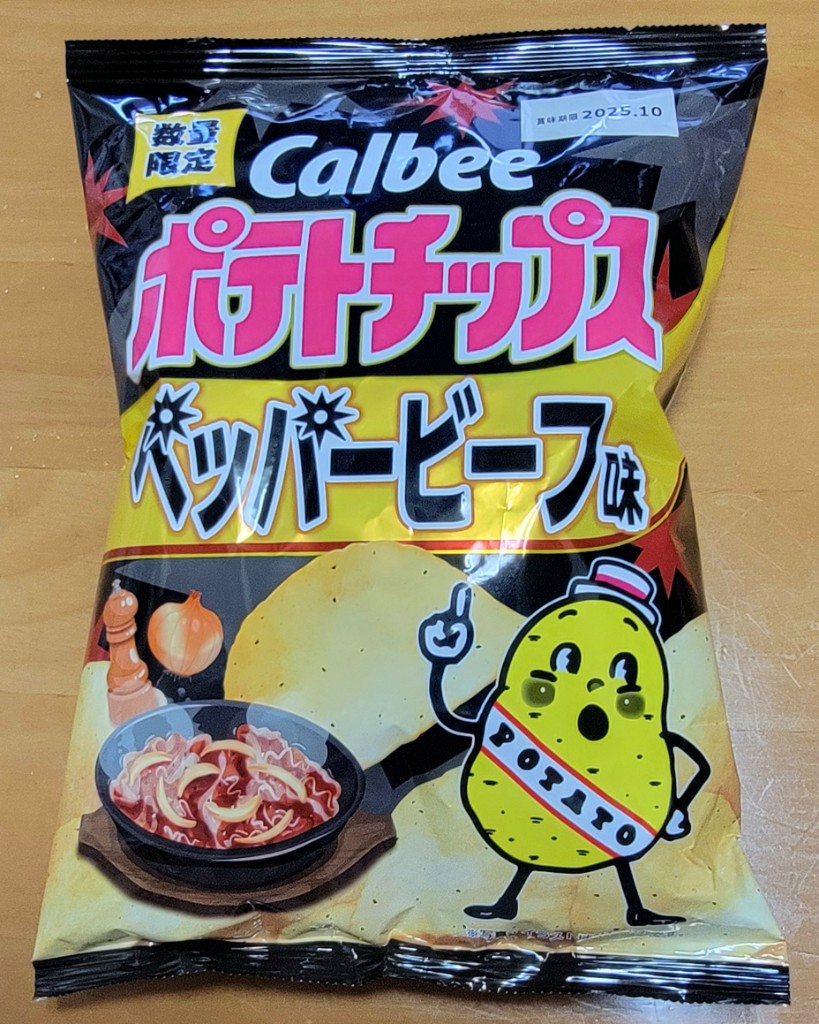 数量
限定
賞味期限 2025.10
Calbee
ポテトチップス
ペッパービーフ味
POTATO